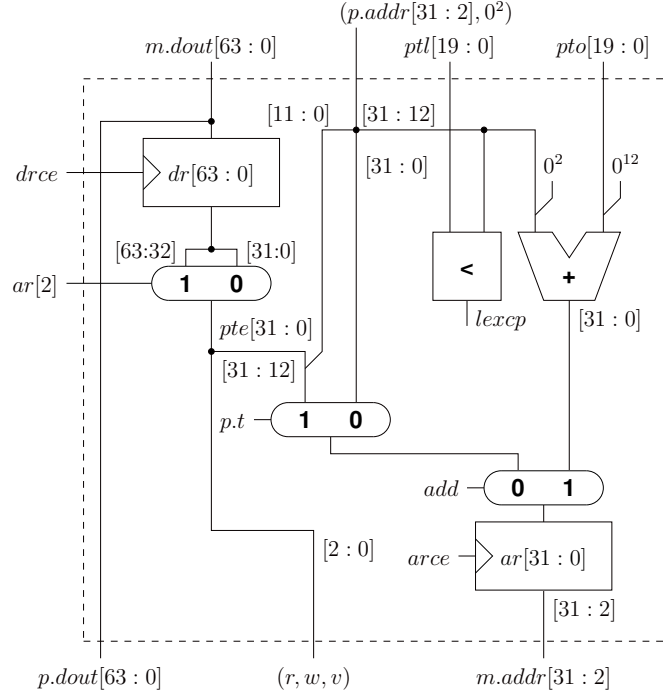 (p.addr[31 : 2], 0²)
m.dout[63 : 0]
ptl[19 : 0]
pto[19 : 0]
[11 : 0]
[31 : 12]
drce
dr[63 : 0]
[31 : 0]
0²
0¹²
[63:32]
[31:0]
ar[2]
1 0
<
+
pte[31 : 0]
lexcp
[31 : 0]
[31 : 12]
p.t
1 0
add
0 1
[2 : 0]
arce
ar[31 : 0]
[31 : 2]
p.dout[63 : 0]
(r, w, v)
m.addr[31 : 2]